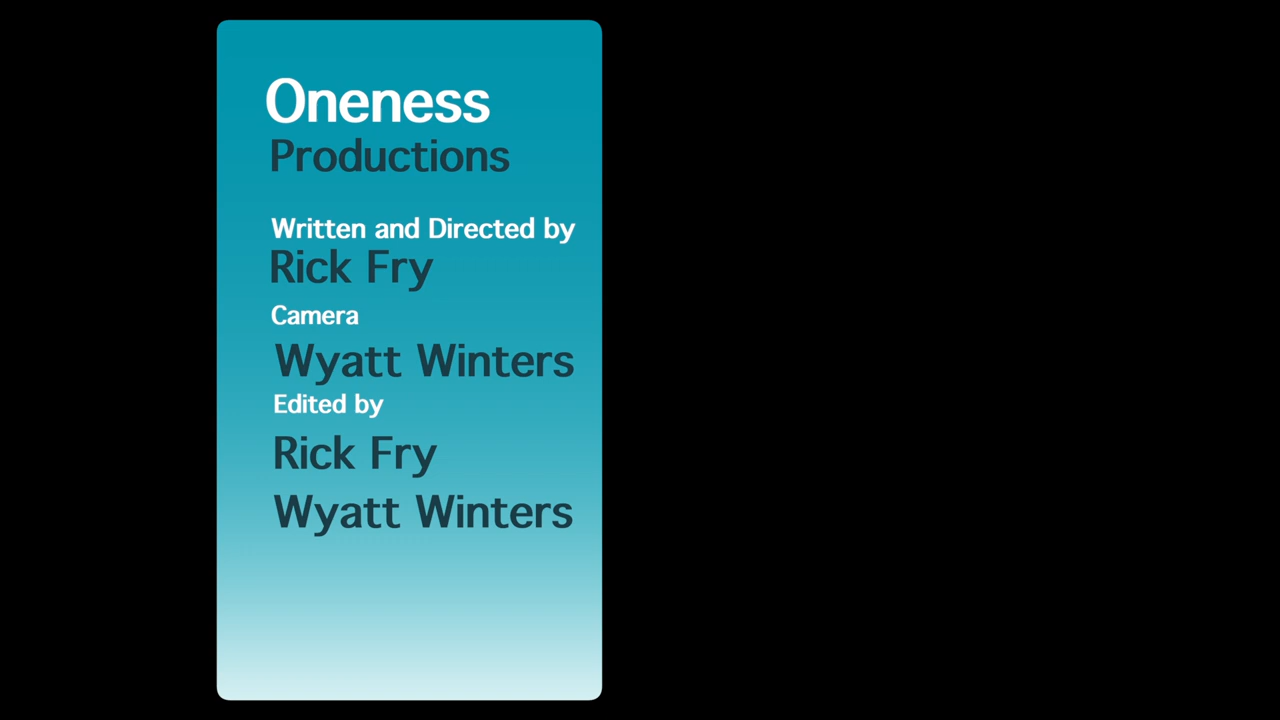 Oneness
Productions
Written and Directed by
Rick Fry
Camera
Wyatt Winters
Edited by
Rick Fry
Wyatt Winters